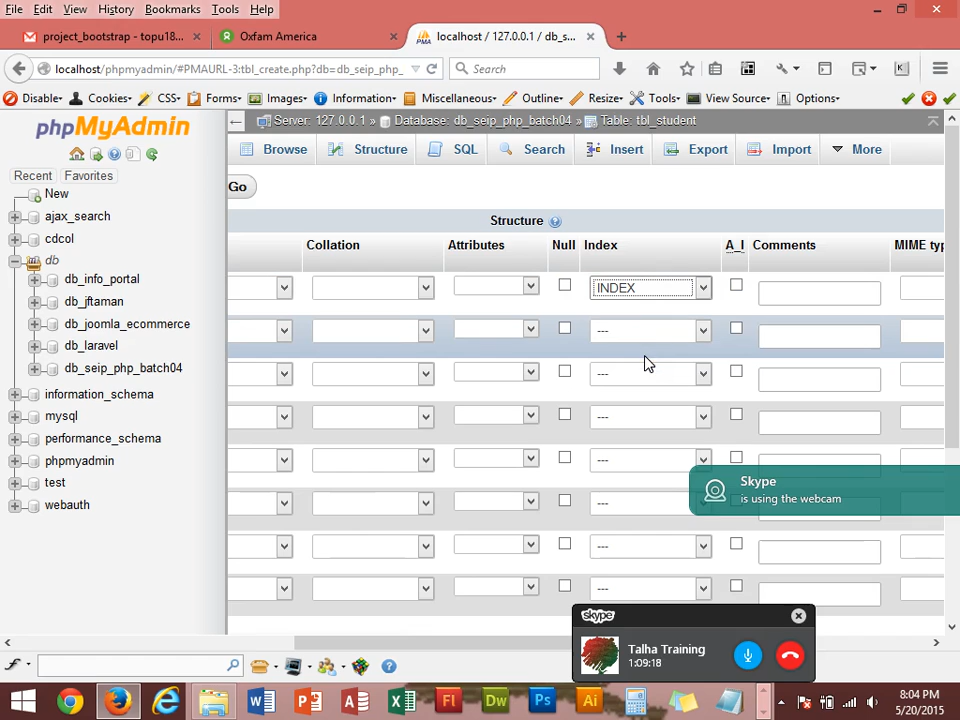 File Edit View History Bookmarks Tools Help
project_bootstrap - topu18... × Oxfam America × localhost / 127.0.0.1 / db_s... × +
localhost/phpmyadmin/#PMAURL-3:tbl_create.php?db=db_seip_php_ Search
Disable Cookies CSS Forms Images Information Miscellaneous Outline Resize Tools View Source Options
phpMyAdmin
Server: 127.0.0.1 » Database: db_seip_php_batch04 » Table: tbl_student
Browse Structure SQL Search Insert Export Import More
Recent Favorites
Go
New
ajax_search
cdcol
db
db_info_portal
db_jftaman
db_joomla_ecommerce
db_laravel
db_seip_php_batch04
information_schema
mysql
performance_schema
phpmyadmin
test
webauth
Structure
Collation Attributes Null Index A_I Comments MIME typ
INDEX
---
---
---
---
---
---
---
Skype
is using the webcam
skype
Talha Training
1:09:18
8:04 PM
5/20/2015